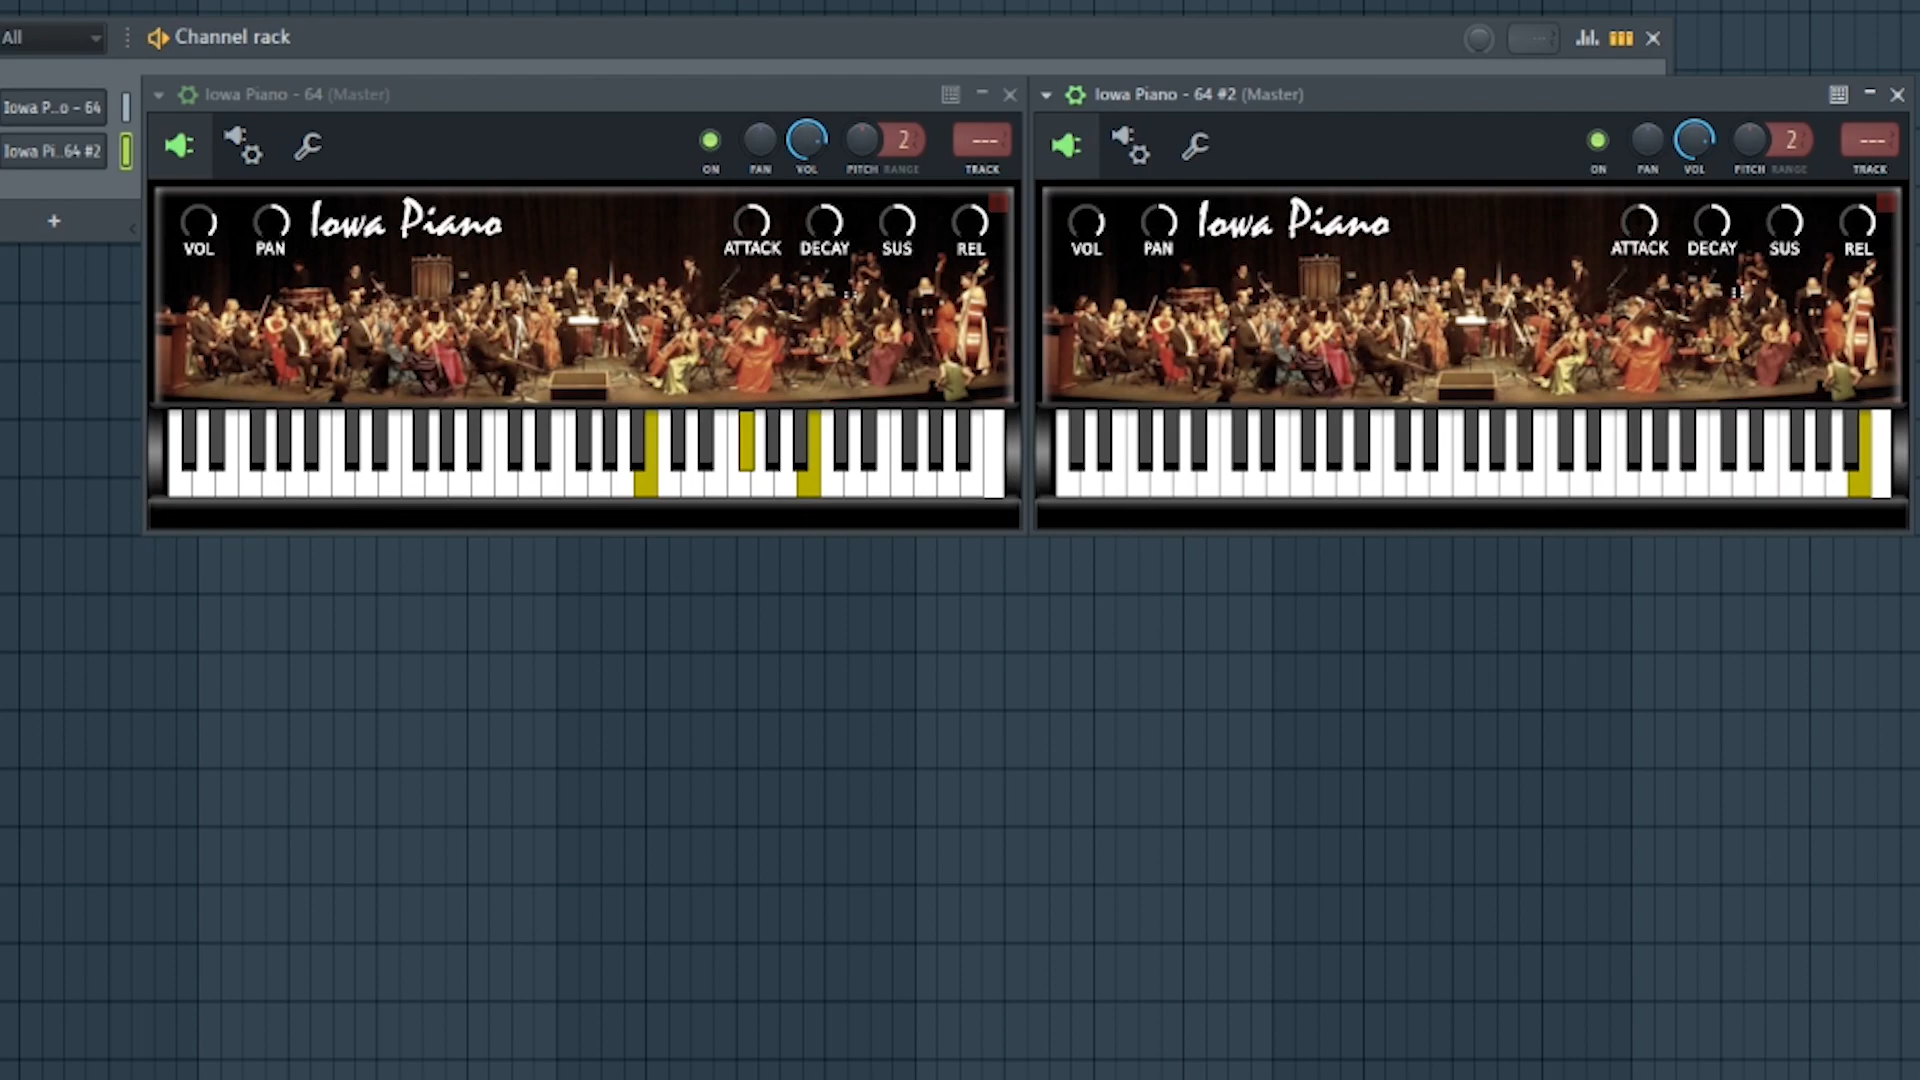 All
Channel rack
Iowa P...o - 64
Iowa Pi...64 #2
+
Iowa Piano - 64 (Master)
ON PAN VOL PITCH RANGE TRACK
2
---
VOL PAN Iowa Piano ATTACK DECAY SUS REL
Iowa Piano - 64 #2 (Master)
ON PAN VOL PITCH RANGE TRACK
2
---
VOL PAN Iowa Piano ATTACK DECAY SUS REL